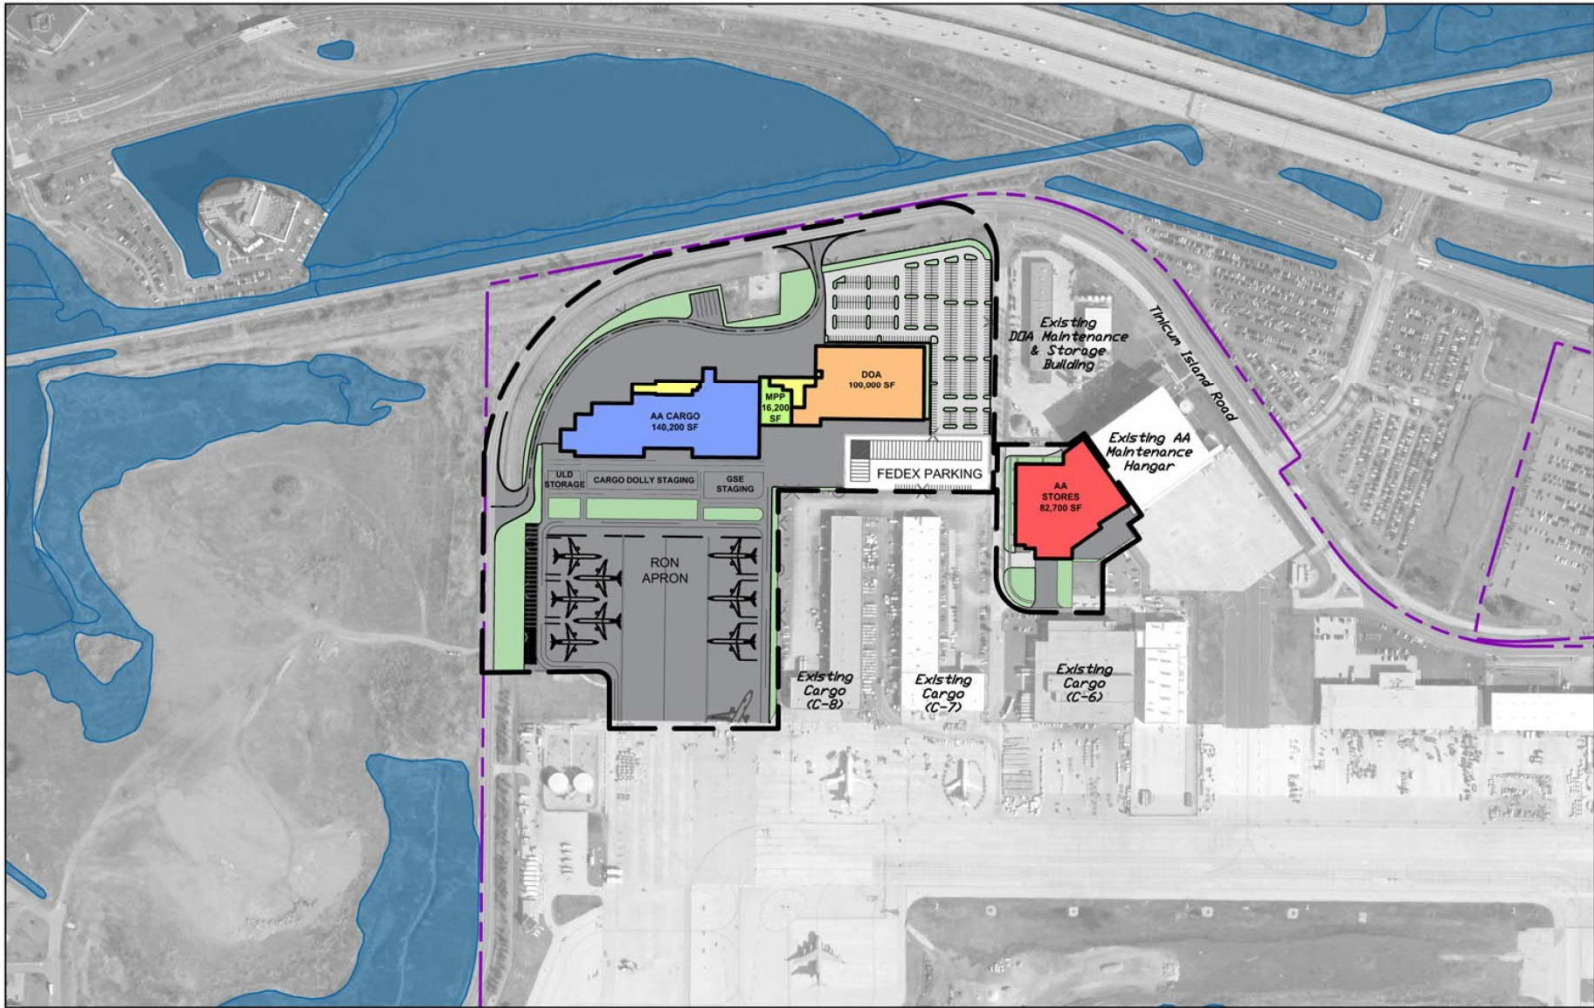 Tinicum Island Road
Existing
DOA Maintenance
& Storage
Building
DOA
100,000 SF
MPP
16,200
SF
AA CARGO
140,200 SF
Existing AA
Maintenance
Hangar
FEDEX PARKING
ULD
STORAGE
CARGO DOLLY STAGING
GSE
STAGING
AA
STORES
82,700 SF
RON
APRON
Existing
Cargo
(C-8)
Existing
Cargo
(C-7)
Existing
Cargo
(C-6)